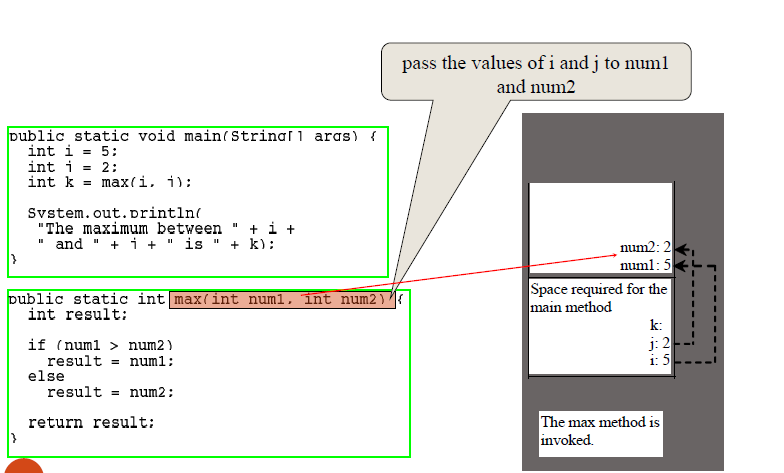 pass the values of i and j to num1
and num2
public static void main(String[] args) {
int i = 5;
int j = 2;
int k = max(i, j);
System.out.println(
"The maximum between " + i +
" and " + j + " is " + k);
}
public static int max(int num1, int num2) {
int result;
if (num1 > num2)
result = num1;
else
result = num2;
return result;
}
num2: 2
num1: 5
Space required for the
main method
k:
j: 2
i: 5
The max method is
invoked.